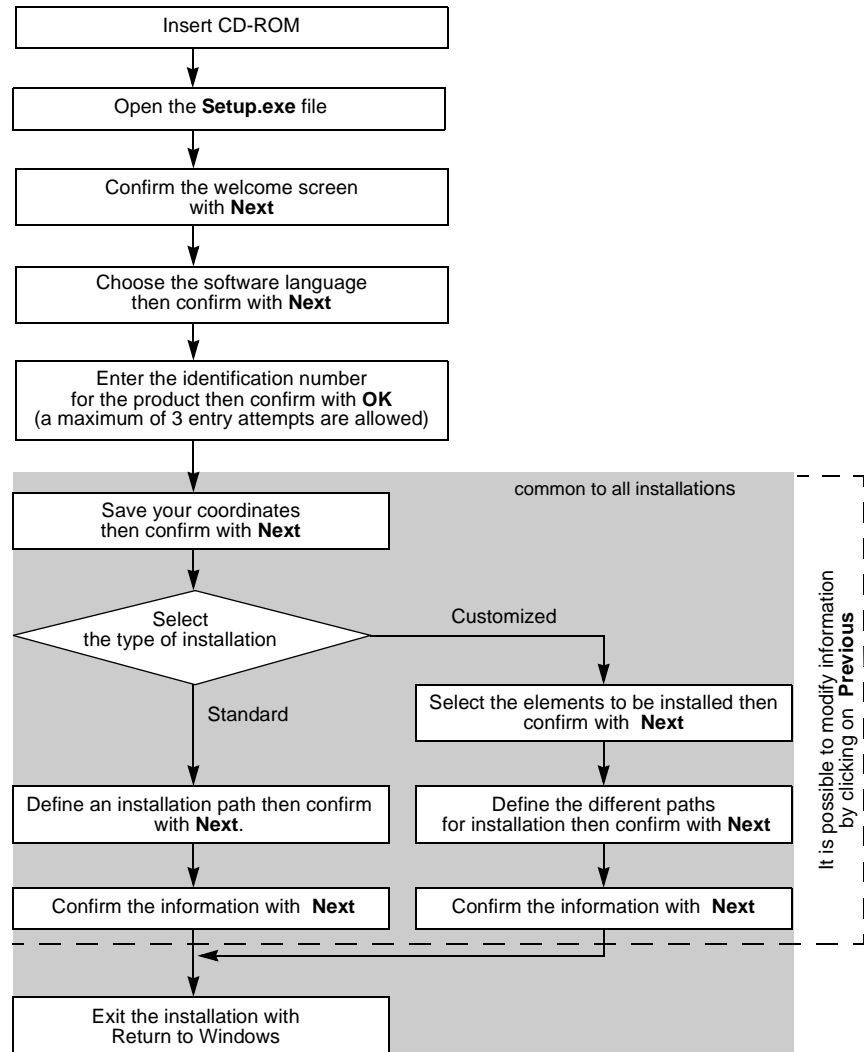 Insert CD-ROM
Open the Setup.exe file
Confirm the welcome screen
with Next
Choose the software language
then confirm with Next
Enter the identification number
for the product then confirm with OK
(a maximum of 3 entry attempts are allowed)
common to all installations
Save your coordinates
then confirm with Next
Select
the type of installation
Customized
Standard
Select the elements to be installed then
confirm with Next
Define an installation path then confirm
with Next.
Define the different paths
for installation then confirm with Next
Confirm the information with Next
Confirm the information with Next
It is possible to modify information
by clicking on Previous
Exit the installation with
Return to Windows